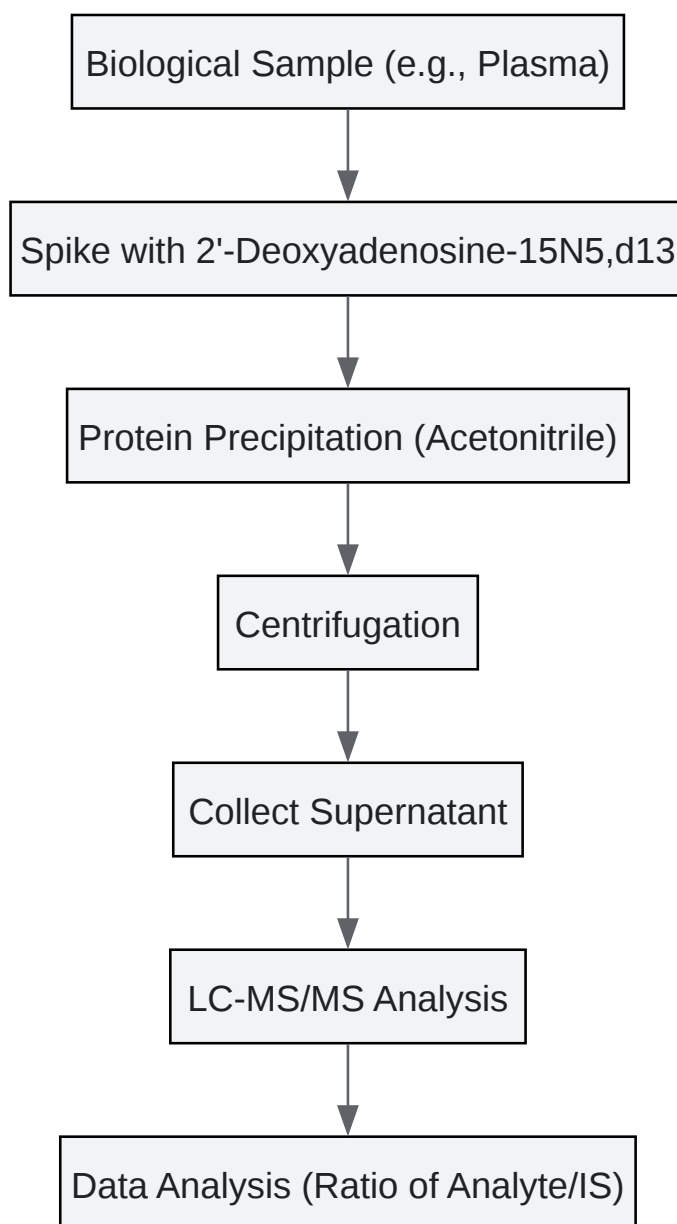 Biological Sample (e.g., Plasma)
Spike with 2'-Deoxyadenosine-15N5,d13
Protein Precipitation (Acetonitrile)
Centrifugation
Collect Supernatant
LC-MS/MS Analysis
Data Analysis (Ratio of Analyte/IS)